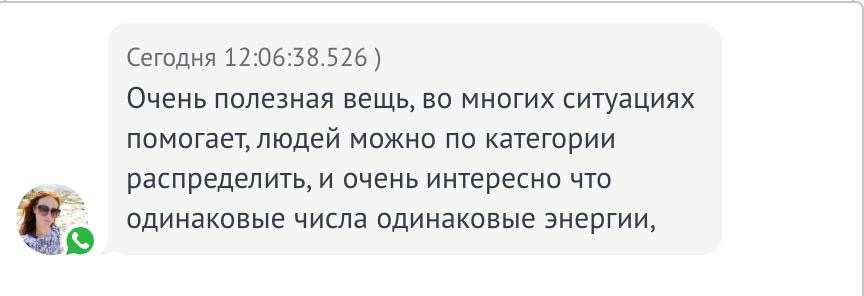 Сегодня 12:06:38.526 )
Очень полезная вещь, во многих ситуациях
помогает, людей можно по категории
распределить, и очень интересно что
одинаковые числа одинаковые энергии,